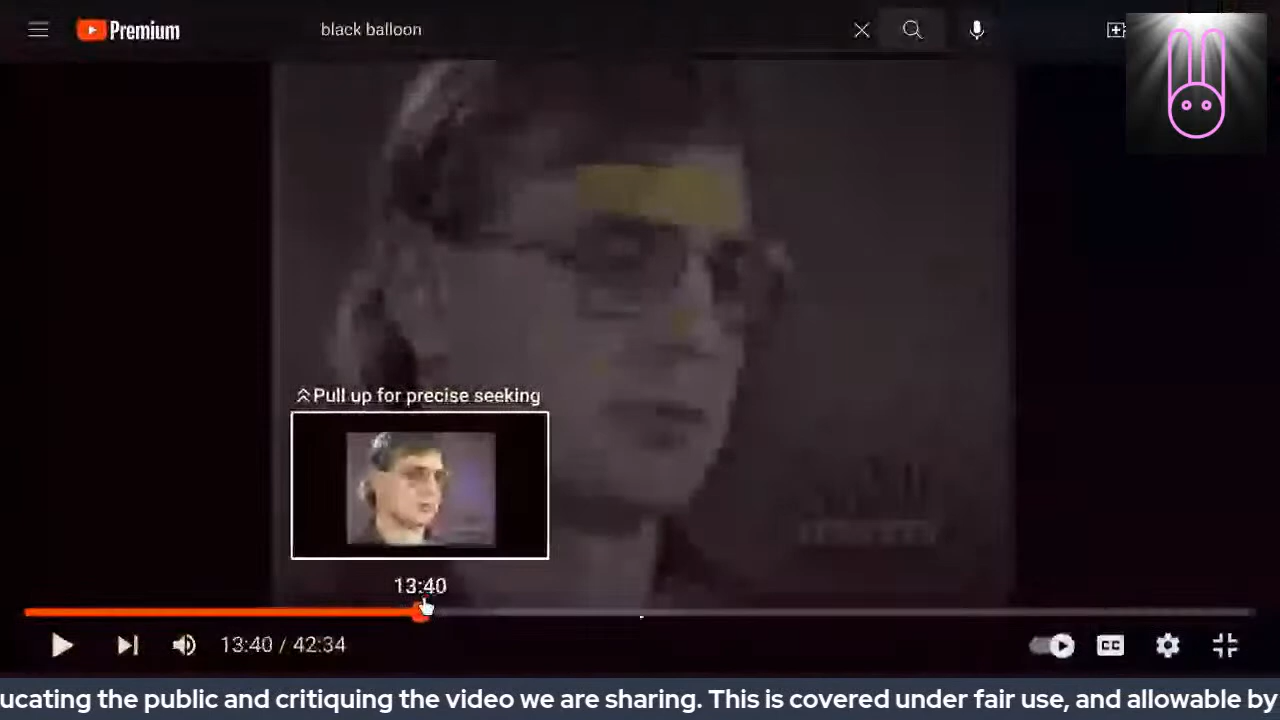 Premium
black balloon
Pull up for precise seeking
13:40
13:40 / 42:34
CC
ucating the public and critiquing the video we are sharing. This is covered under fair use, and allowable by